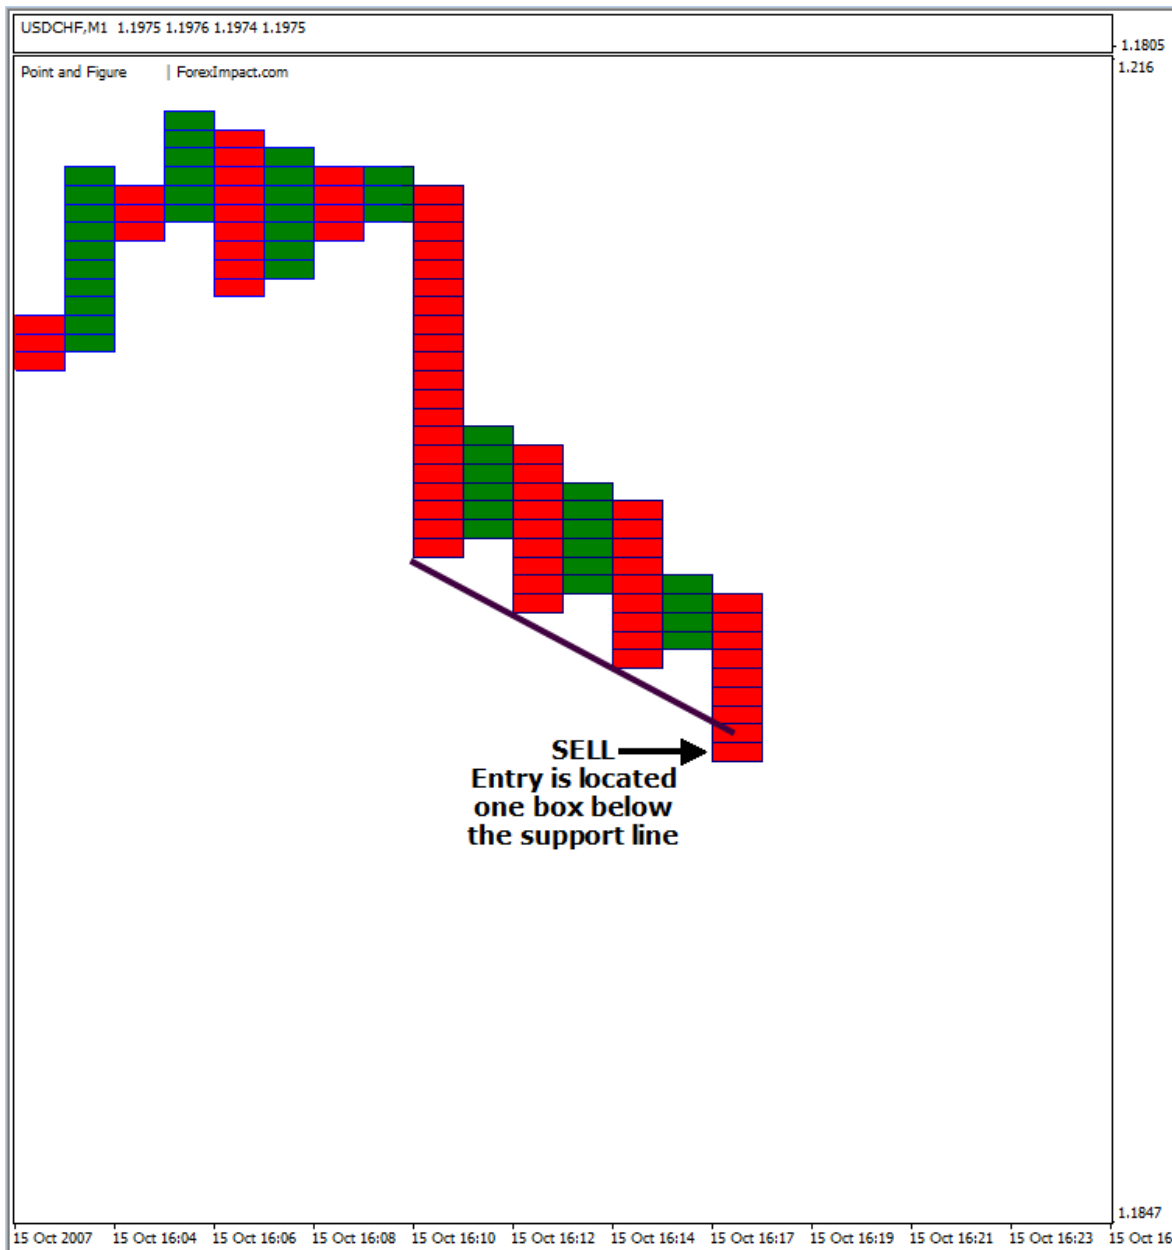 USDCHF,M1 1.1975 1.1976 1.1974 1.1975
1.1805
Point and Figure | ForexImpact.com
1.216
SELL
Entry is located
one box below
the support line
1.1847
15 Oct 2007 15 Oct 16:04 15 Oct 16:06 15 Oct 16:08 15 Oct 16:10 15 Oct 16:12 15 Oct 16:14 15 Oct 16:17 15 Oct 16:19 15 Oct 16:21 15 Oct 16:23 15 Oct 16